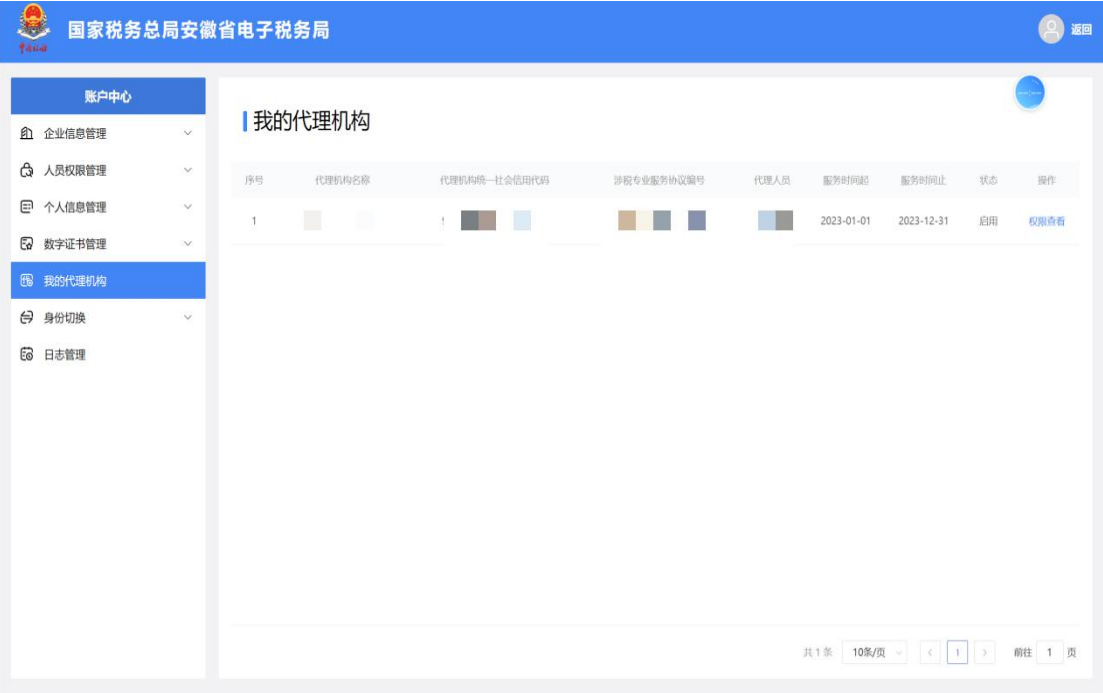 国家税务总局安徽省电子税务局
返回
账户中心
企业信息管理
人员权限管理
个人信息管理
数字证书管理
我的代理机构
身份切换
日志管理
我的代理机构
序号 代理机构名称 代理机构统一社会信用代码 涉税专业服务协议编号 代理人员 服务时间起 服务时间止 状态 操作
1 2023-01-01 2023-12-31 启用 权限查看
共 1 条 10条/页 1 前往 1 页